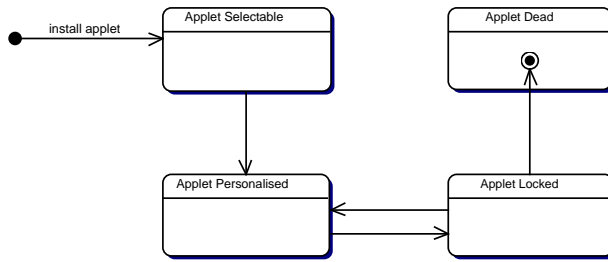 Applet Selectable
Applet Dead
install applet
Applet Personalised
Applet Locked